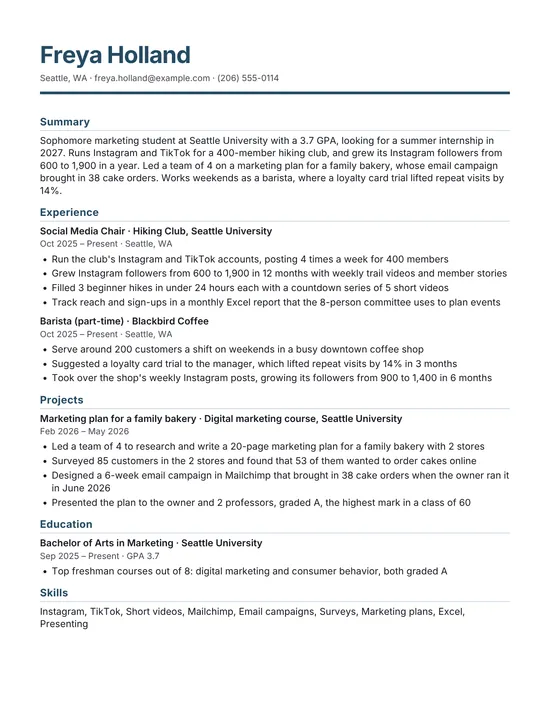 Freya Holland
Seattle, WA · freya.holland@example.com · (206) 555-0114
Summary
Sophomore marketing student at Seattle University with a 3.7 GPA, looking for a summer internship in
2027. Runs Instagram and TikTok for a 400-member hiking club, and grew its Instagram followers from
600 to 1,900 in a year. Led a team of 4 on a marketing plan for a family bakery, whose email campaign
brought in 38 cake orders. Works weekends as a barista, where a loyalty card trial lifted repeat visits by
14%.
Experience
Social Media Chair · Hiking Club, Seattle University
Oct 2025 – Present · Seattle, WA
• Run the club's Instagram and TikTok accounts, posting 4 times a week for 400 members
• Grew Instagram followers from 600 to 1,900 in 12 months with weekly trail videos and member stories
• Filled 3 beginner hikes in under 24 hours each with a countdown series of 5 short videos
• Track reach and sign-ups in a monthly Excel report that the 8-person committee uses to plan events
Barista (part-time) · Blackbird Coffee
Oct 2025 – Present · Seattle, WA
• Serve around 200 customers a shift on weekends in a busy downtown coffee shop
• Suggested a loyalty card trial to the manager, which lifted repeat visits by 14% in 3 months
• Took over the shop's weekly Instagram posts, growing its followers from 900 to 1,400 in 6 months
Projects
Marketing plan for a family bakery · Digital marketing course, Seattle University
Feb 2026 – May 2026
• Led a team of 4 to research and write a 20-page marketing plan for a family bakery with 2 stores
• Surveyed 85 customers in the 2 stores and found that 53 of them wanted to order cakes online
• Designed a 6-week email campaign in Mailchimp that brought in 38 cake orders when the owner ran it
in June 2026
• Presented the plan to the owner and 2 professors, graded A, the highest mark in a class of 60
Education
Bachelor of Arts in Marketing · Seattle University
Sep 2025 – Present · GPA 3.7
• Top freshman courses out of 8: digital marketing and consumer behavior, both graded A
Skills
Instagram, TikTok, Short videos, Mailchimp, Email campaigns, Surveys, Marketing plans, Excel,
Presenting